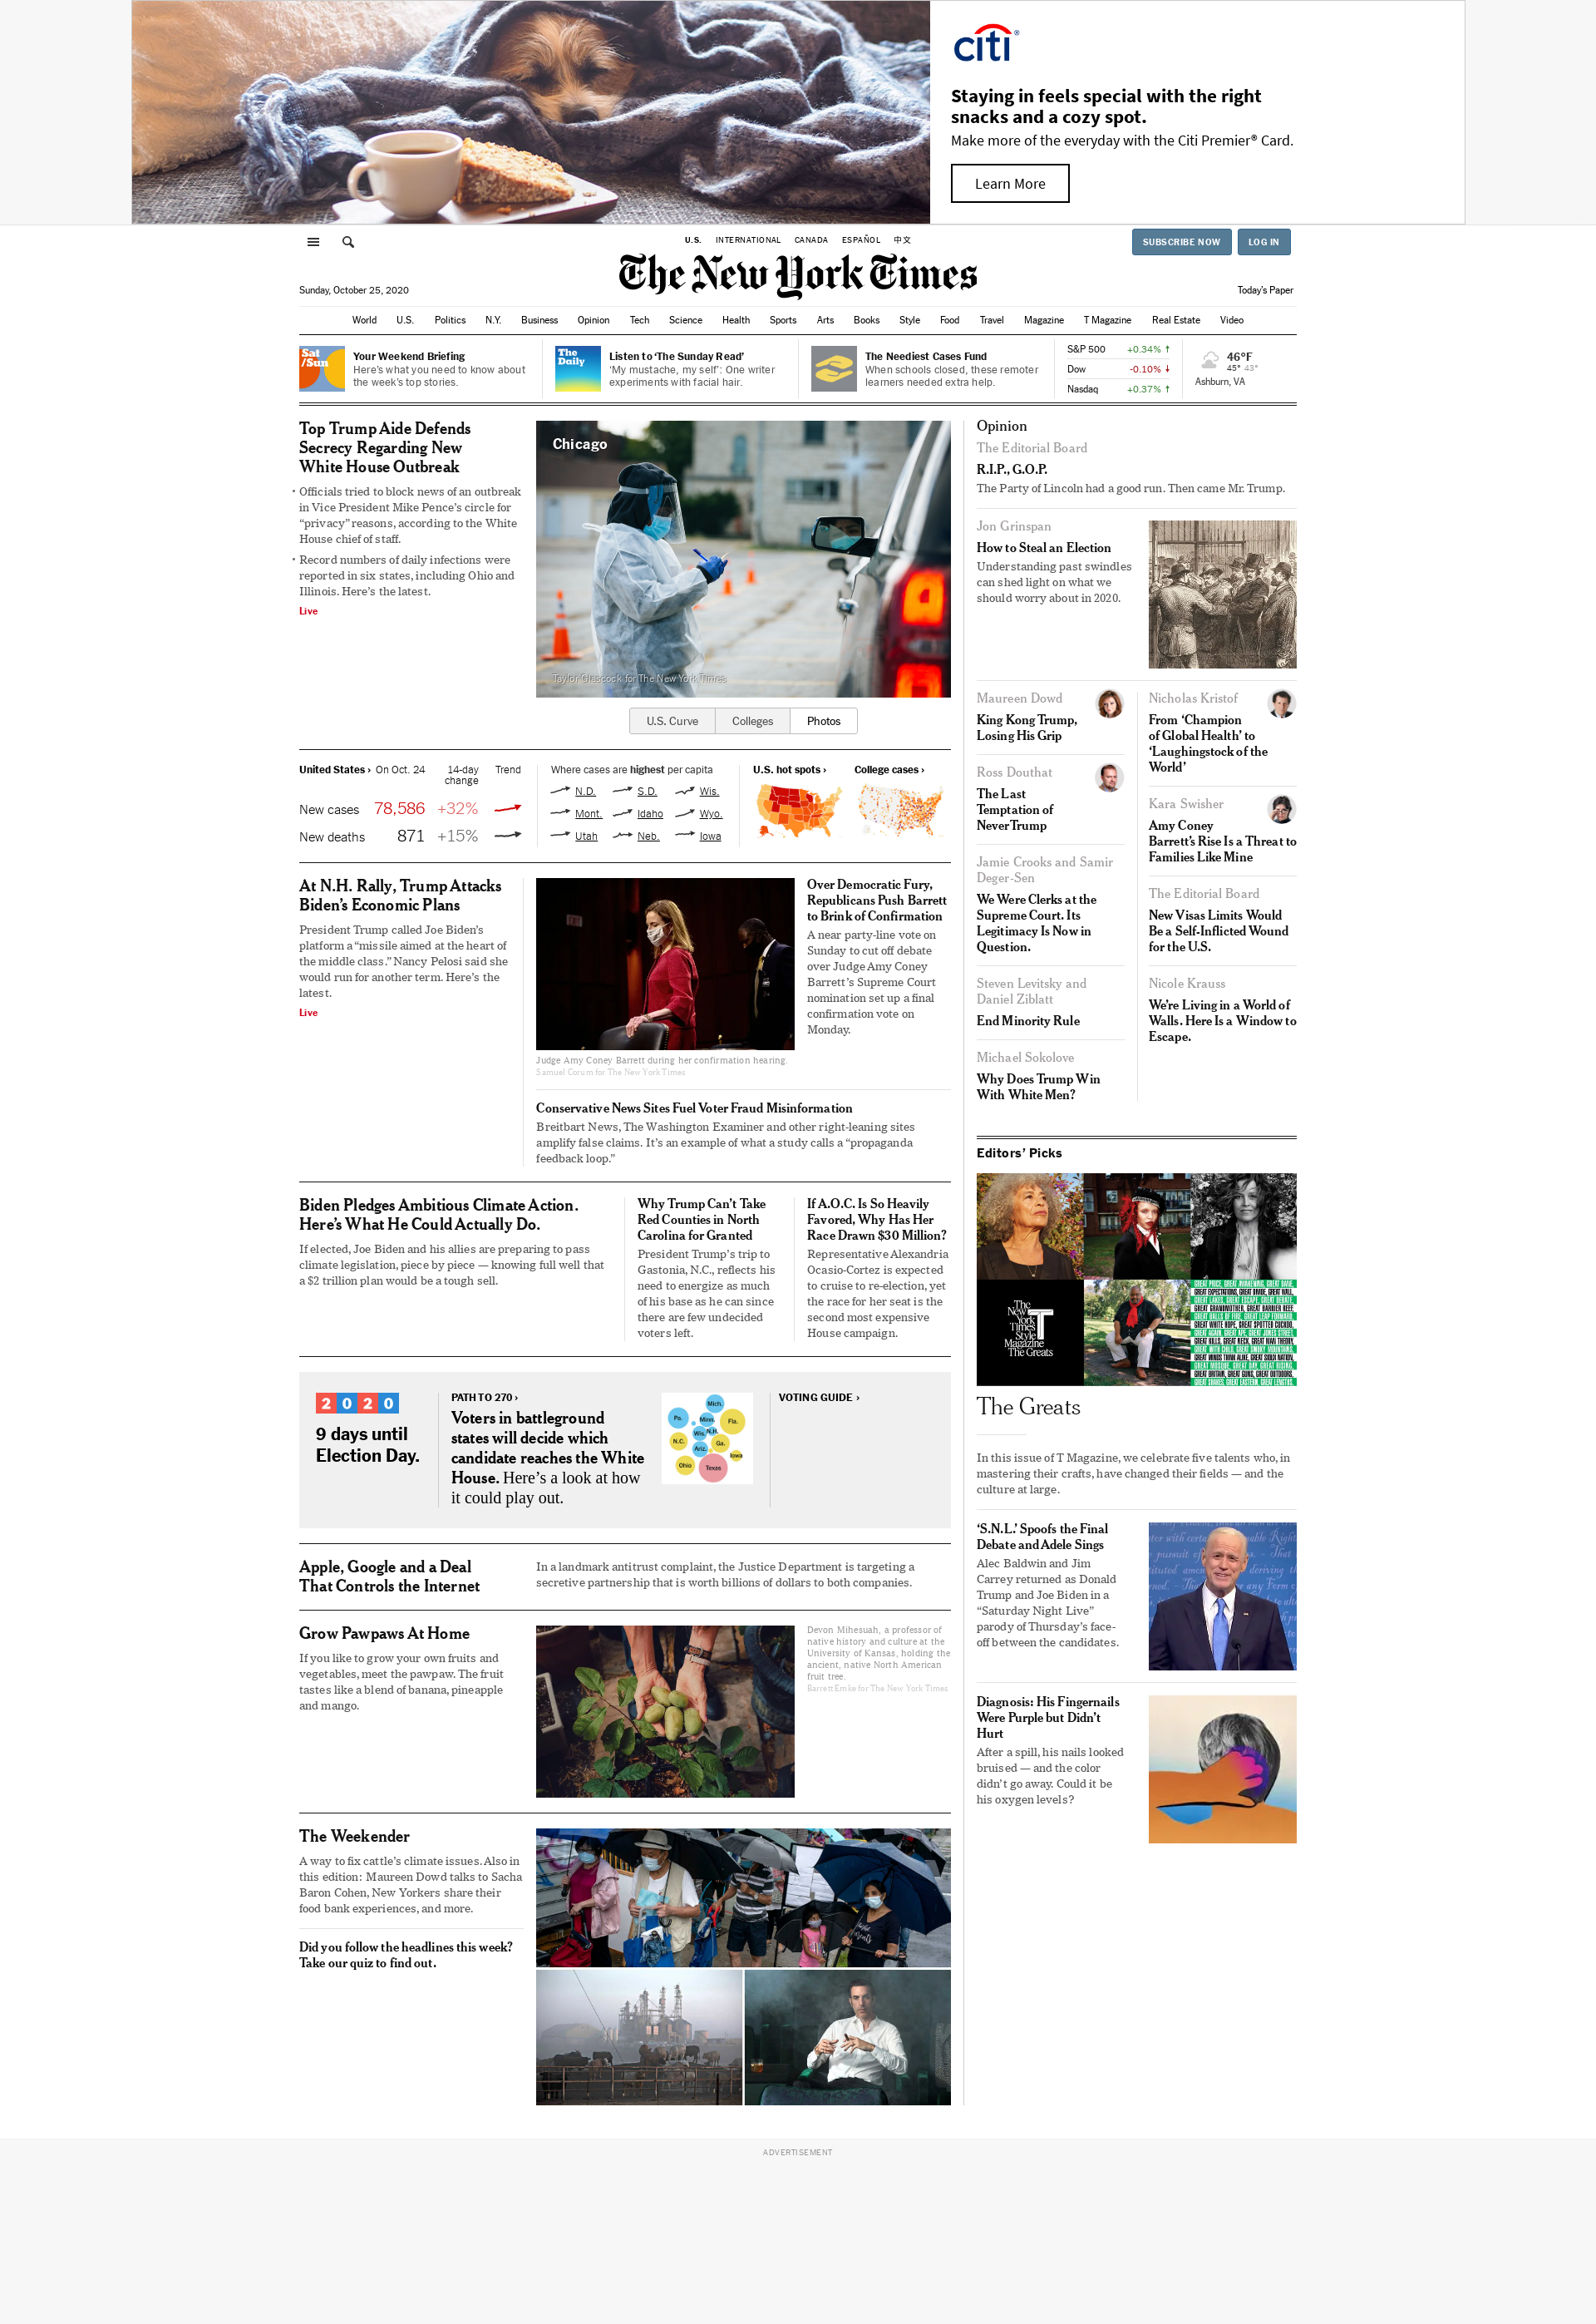 citi®
Staying in feels special with the right
snacks and a cozy spot.
Make more of the everyday with the Citi Premier® Card.
Learn More
U.S. INTERNATIONAL CANADA ESPAÑOL 中文
SUBSCRIBE NOW LOG IN
The New York Times
Sunday, October 25, 2020
Today's Paper
World U.S. Politics N.Y. Business Opinion Tech Science Health Sports Arts Books Style Food Travel Magazine T Magazine Real Estate Video
Sat
/Sun
Your Weekend Briefing
Here's what you need to know about
the week's top stories.
The
Daily
Listen to ‘The Sunday Read’
‘My mustache, my self’: One writer
experiments with facial hair.
The Neediest Cases Fund
When schools closed, these remoter
learners needed extra help.
S&P 500 +0.34% ↑
Dow -0.10% ↓
Nasdaq +0.37% ↑
46°F
45° 43°
Ashburn, VA
Top Trump Aide Defends
Secrecy Regarding New
White House Outbreak
• Officials tried to block news of an outbreak
in Vice President Mike Pence’s circle for
“privacy” reasons, according to the White
House chief of staff.
• Record numbers of daily infections were
reported in six states, including Ohio and
Illinois. Here’s the latest.
Live
Chicago
Taylor Glascock for The New York Times
U.S. Curve Colleges Photos
United States › On Oct. 24 14-day
change Trend
New cases 78,586 +32%
New deaths 871 +15%
Where cases are highest per capita
N.D. S.D. Wis.
Mont. Idaho Wyo.
Utah Neb. Iowa
U.S. hot spots › College cases ›
At N.H. Rally, Trump Attacks
Biden’s Economic Plans
President Trump called Joe Biden’s
platform a “missile aimed at the heart of
the middle class.” Nancy Pelosi said she
would run for another term. Here’s the
latest.
Live
Judge Amy Coney Barrett during her confirmation hearing.
Samuel Corum for The New York Times
Over Democratic Fury,
Republicans Push Barrett
to Brink of Confirmation
A near party-line vote on
Sunday to cut off debate
over Judge Amy Coney
Barrett’s Supreme Court
nomination set up a final
confirmation vote on
Monday.
Conservative News Sites Fuel Voter Fraud Misinformation
Breitbart News, The Washington Examiner and other right-leaning sites
amplify false claims. It’s an example of what a study calls a “propaganda
feedback loop.”
Biden Pledges Ambitious Climate Action.
Here’s What He Could Actually Do.
If elected, Joe Biden and his allies are preparing to pass
climate legislation, piece by piece — knowing full well that
a $2 trillion plan would be a tough sell.
Why Trump Can’t Take
Red Counties in North
Carolina for Granted
President Trump’s trip to
Gastonia, N.C., reflects his
need to energize as much
of his base as he can since
there are few undecided
voters left.
If A.O.C. Is So Heavily
Favored, Why Has Her
Race Drawn $30 Million?
Representative Alexandria
Ocasio-Cortez is expected
to cruise to re-election, yet
the race for her seat is the
second most expensive
House campaign.
2020
9 days until
Election Day.
PATH TO 270 ›
Voters in battleground
states will decide which
candidate reaches the White
House. Here’s a look at how
it could play out.
Mich.
Pa. Minn. Fla.
Wis. N.H.
N.C. Ga.
Ariz. Iowa
Ohio Texas
VOTING GUIDE ›
Apple, Google and a Deal
That Controls the Internet
In a landmark antitrust complaint, the Justice Department is targeting a
secretive partnership that is worth billions of dollars to both companies.
Grow Pawpaws At Home
If you like to grow your own fruits and
vegetables, meet the pawpaw. The fruit
tastes like a blend of banana, pineapple
and mango.
Devon Mihesuah, a professor of
native history and culture at the
University of Kansas, holding the
ancient, native North American
fruit tree.
Barrett Emke for The New York Times
The Weekender
A way to fix cattle’s climate issues. Also in
this edition: Maureen Dowd talks to Sacha
Baron Cohen, New Yorkers share their
food bank experiences, and more.
Did you follow the headlines this week?
Take our quiz to find out.
Opinion
The Editorial Board
R.I.P., G.O.P.
The Party of Lincoln had a good run. Then came Mr. Trump.
Jon Grinspan
How to Steal an Election
Understanding past swindles
can shed light on what we
should worry about in 2020.
Maureen Dowd
King Kong Trump,
Losing His Grip
Ross Douthat
The Last
Temptation of
NeverTrump
Jamie Crooks and Samir
Deger-Sen
We Were Clerks at the
Supreme Court. Its
Legitimacy Is Now in
Question.
Steven Levitsky and
Daniel Ziblatt
End Minority Rule
Michael Sokolove
Why Does Trump Win
With White Men?
Nicholas Kristof
From ‘Champion
of Global Health’ to
‘Laughingstock of the
World’
Kara Swisher
Amy Coney
Barrett’s Rise Is a Threat to
Families Like Mine
The Editorial Board
New Visas Limits Would
Be a Self-Inflicted Wound
for the U.S.
Nicole Krauss
We’re Living in a World of
Walls. Here Is a Window to
Escape.
Editors’ Picks
The
New
York
Times
Style
Magazine
The Greats
The Greats
In this issue of T Magazine, we celebrate five talents who, in
mastering their crafts, have changed their fields — and the
culture at large.
‘S.N.L.’ Spoofs the Final
Debate and Adele Sings
Alec Baldwin and Jim
Carrey returned as Donald
Trump and Joe Biden in a
“Saturday Night Live”
parody of Thursday’s face-
off between the candidates.
Diagnosis: His Fingernails
Were Purple but Didn’t
Hurt
After a spill, his nails looked
bruised — and the color
didn’t go away. Could it be
his oxygen levels?
ADVERTISEMENT